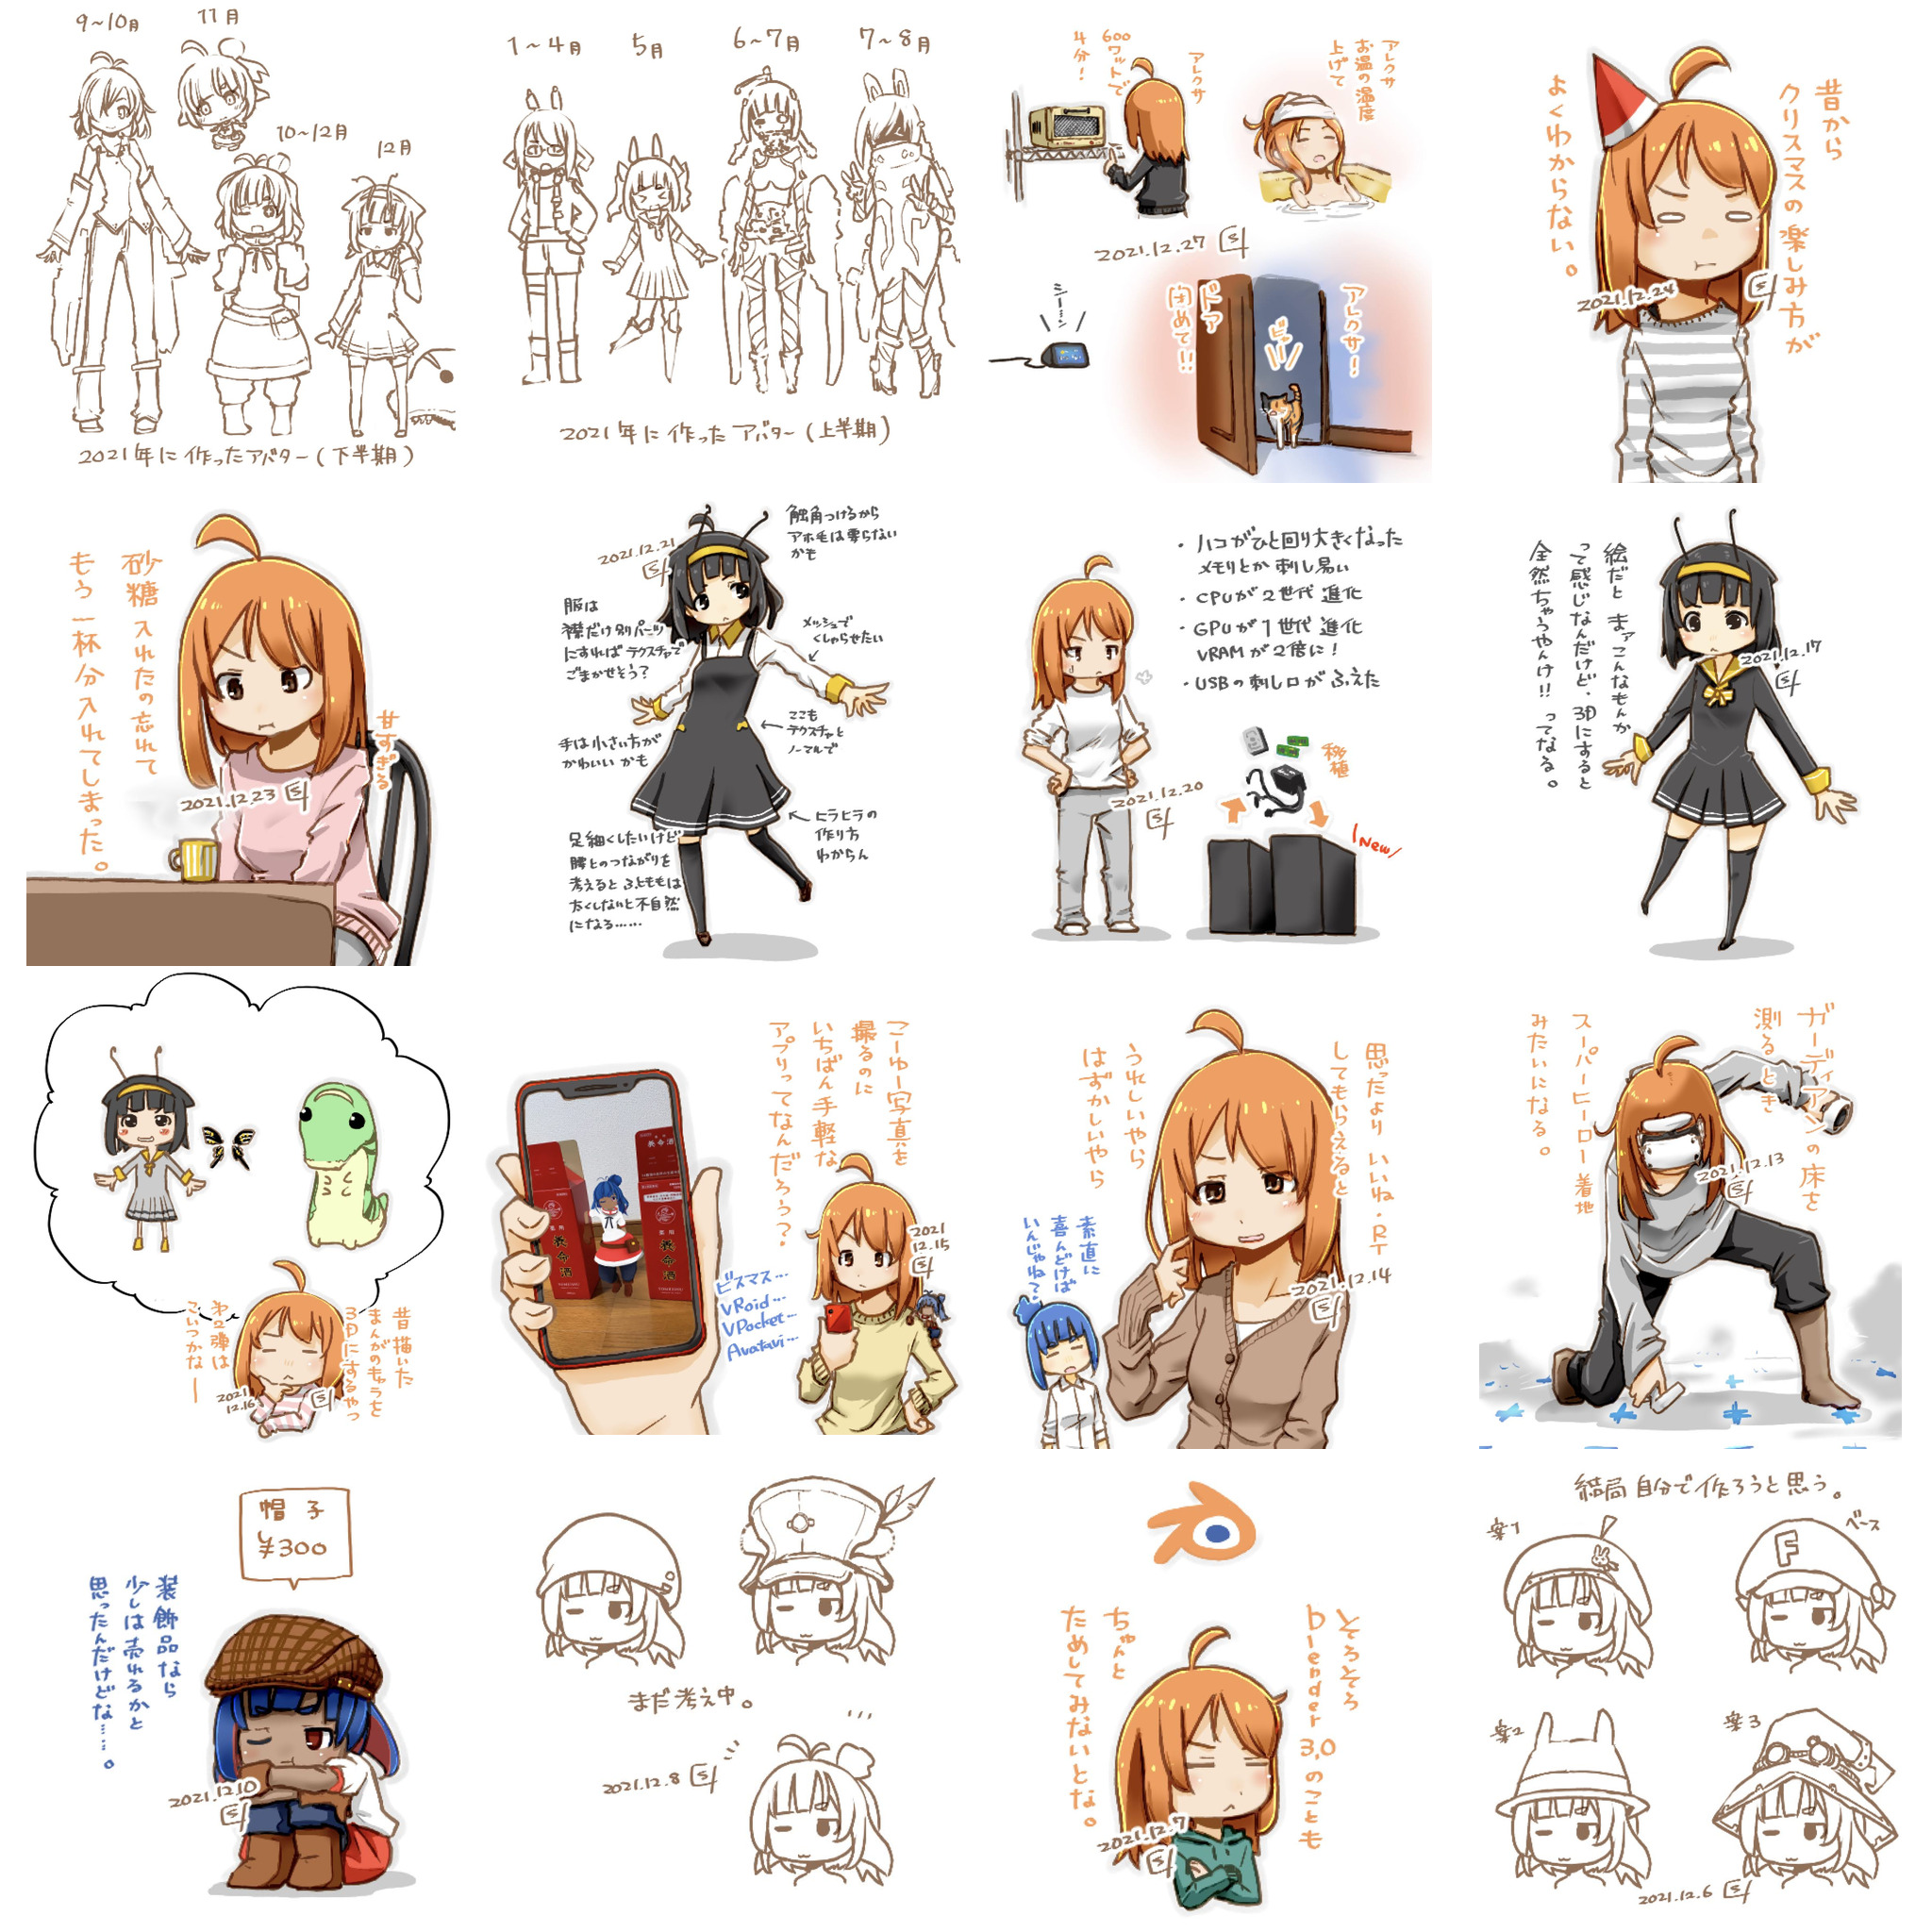 9~10月
11月
10~12月
12月
2021年に作ったアバター(下半期)
1~4月
5月
6~7月
7~8月
2021年に作ったアバター(上半期)
アレクサ
600ワットで
4分!
アレクサ
お温の温度
上げて
2021.12.27
シーーン
アレクサ!
ドア
閉めて!!
昔から
クリスマスの楽しみ方が
よくわからない。
2021.12.24
砂糖入れたの忘れて
もう一杯分入れてしまった。
甘すぎる
2021.12.23
触角つけるから
アホ毛は要らない
かも
2021.12.21
服は
襟だけ別パーツ
にすれば テクスチャで
ごまかせそう?
メッシュで
くしゃらせたい
手は小さい方が
かわいいかも
ここも
テクスチャと
ノーマルで
ヒラヒラの
作り方
わからん
足細くしたいけど
腰とのつながりを
考えると ふとももは
太くしないと不自然
になる……
・ハコがひと回り大きくなった
メモリとか刺し易い
・CPUが2世代 進化
・GPUが1世代 進化
VRAMが2倍に!
・USBの刺し口がふえた
移植
New
2021.12.20
絵だと まァこんなもんか
って感じなんだけど、3Dにすると
全然ちゃうやんけ!! ってなる。
2021.12.17
昔描いた
まんがのキャラを
3Dにするやつ
第2弾は
こいつかなー
2021
12.16
こーゆー写真を
撮るのに
いちばん手軽な
アプリってなんだろう?
養命酒
養命酒
ビスマス…
VRoid…
VPocket…
Avatavi…
2021
12.15
思ったより いいね・RT
してもらえると
うれしいやら
はずかしいやら
素直に
喜んどけば
いんじゃね?
2021.12.14
ガーディアンの床を
測るとき
スーパーヒーロー着地
みたいになる。
2021.12.13
帽子
¥300
装飾品なら
少しは売れるかと
思ったんだけどな……。
2021.12.10
まだ考え中。
2021.12.8
そろそろ
blender 3.0 のことも
ちゃんと
ためしてみないとな。
2021.12.7
結局自分で作ろうと思う。
案1
ベース
F
案2
案3
2021.12.6